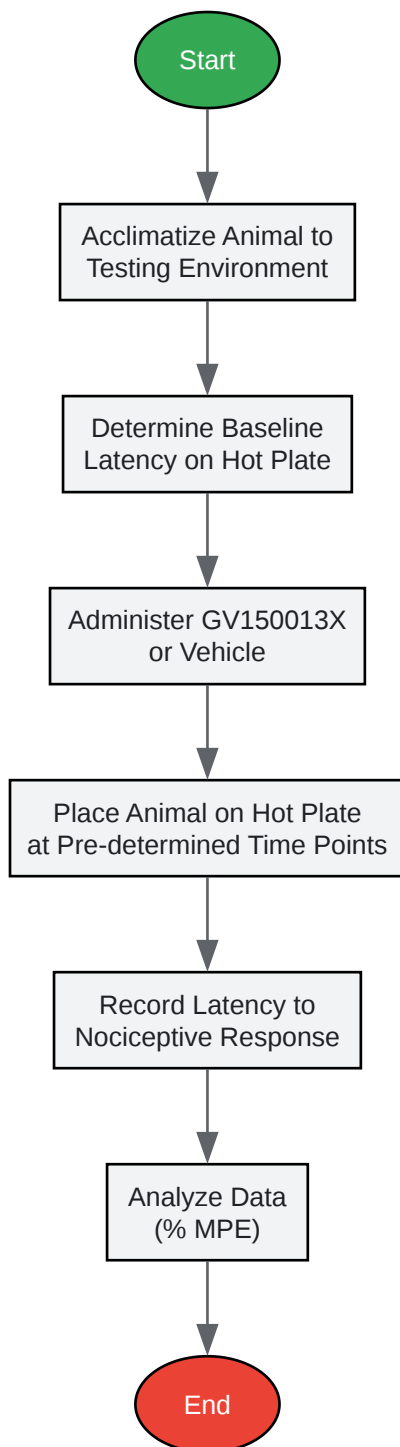 Start
Acclimatize Animal to
Testing Environment
Determine Baseline
Latency on Hot Plate
Administer GV150013X
or Vehicle
Place Animal on Hot Plate
at Pre-determined Time Points
Record Latency to
Nociceptive Response
Analyze Data
(% MPE)
End